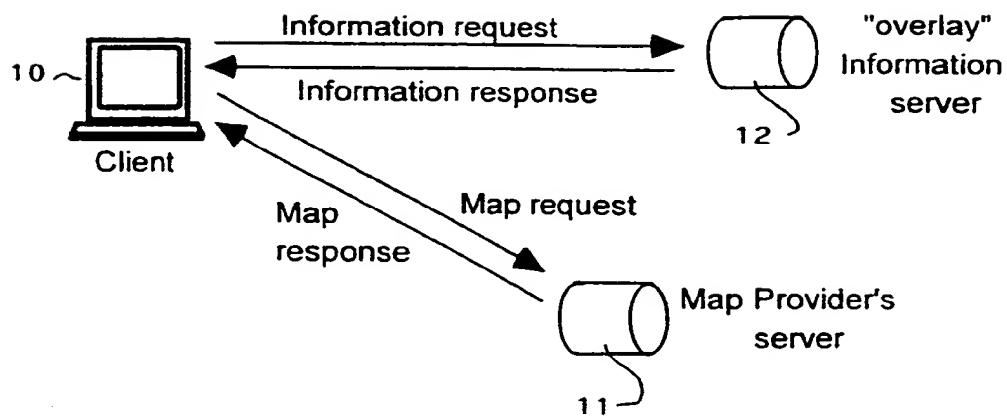 Information request
"overlay"
Information
server
10
Information response
12
Client
Map request
Map
response
Map Provider's
server
11